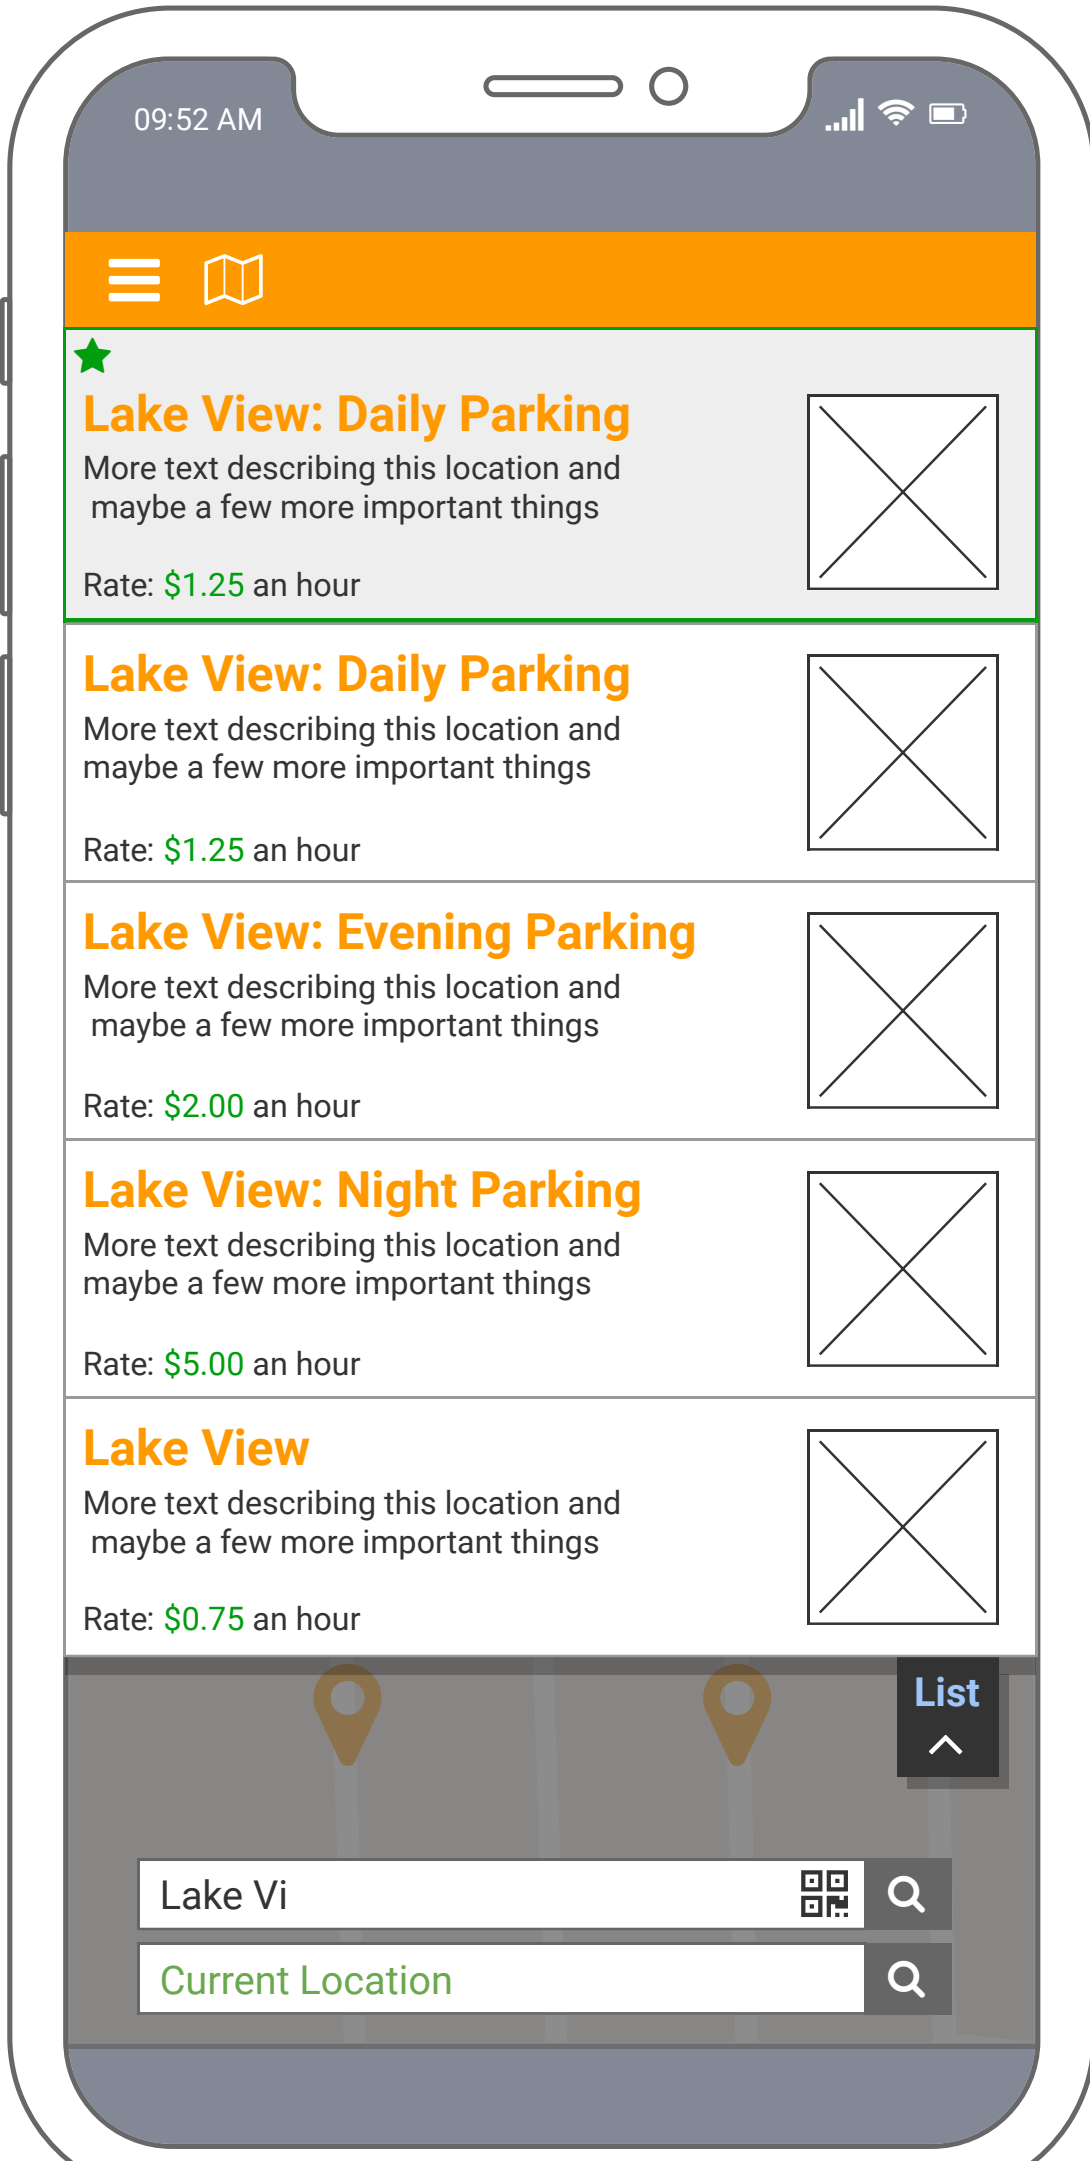 09:52 AM
Lake View: Daily Parking
More text describing this location and
maybe a few more important things
Rate: $1.25 an hour
Lake View: Daily Parking
More text describing this location and
maybe a few more important things
Rate: $1.25 an hour
Lake View: Evening Parking
More text describing this location and
maybe a few more important things
Rate: $2.00 an hour
Lake View: Night Parking
More text describing this location and
maybe a few more important things
Rate: $5.00 an hour
Lake View
More text describing this location and
maybe a few more important things
Rate: $0.75 an hour
List
Lake Vi
Current Location